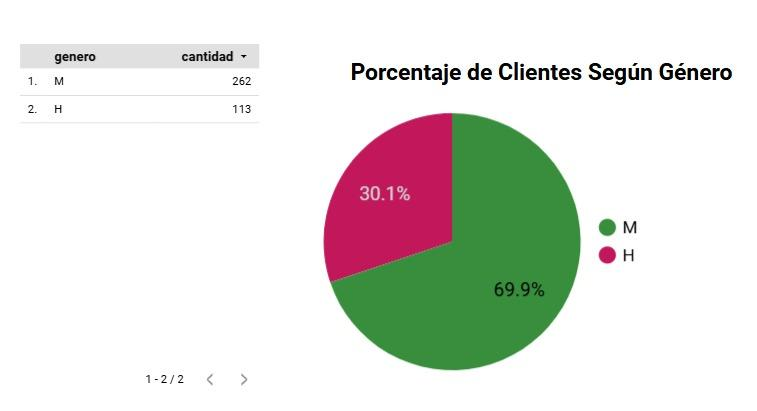 genero cantidad
1. M 262
2. H 113
1 - 2 / 2
Porcentaje de Clientes Según Género
30.1%
69.9%
M
H